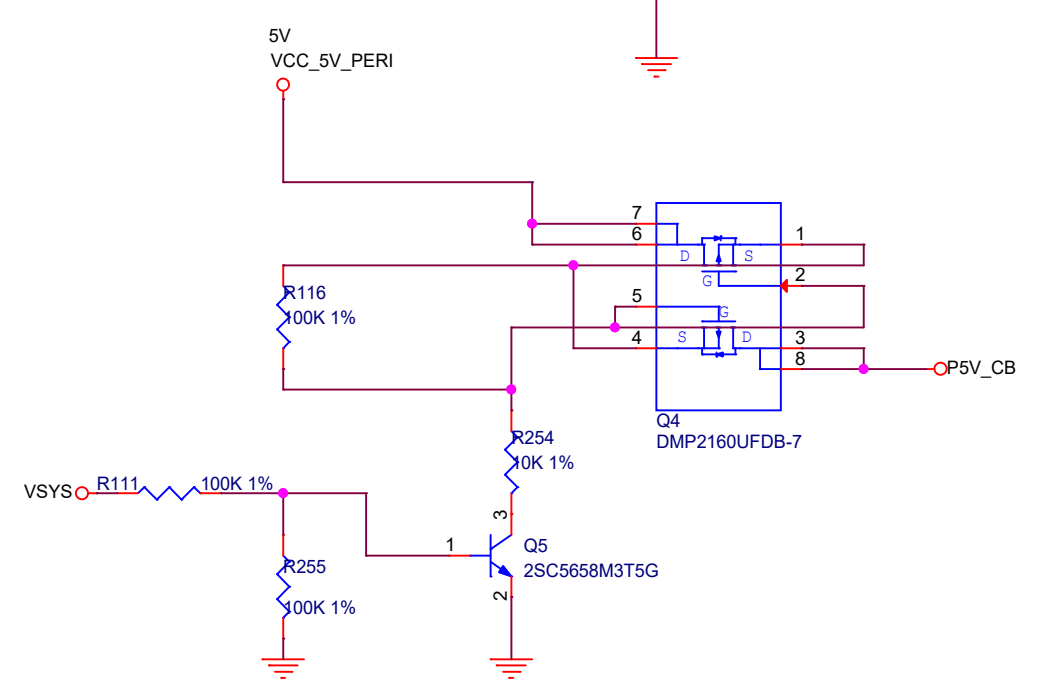 5V
VCC_5V_PERI
7
6
1
D
S
G
2
R116
100K 1%
5
G
4
S
D
3
8
P5V_CB
Q4
DMP2160UFDB-7
R254
10K 1%
VSYS
R111
100K 1%
3
1
Q5
2SC5658M3T5G
R255
100K 1%
2